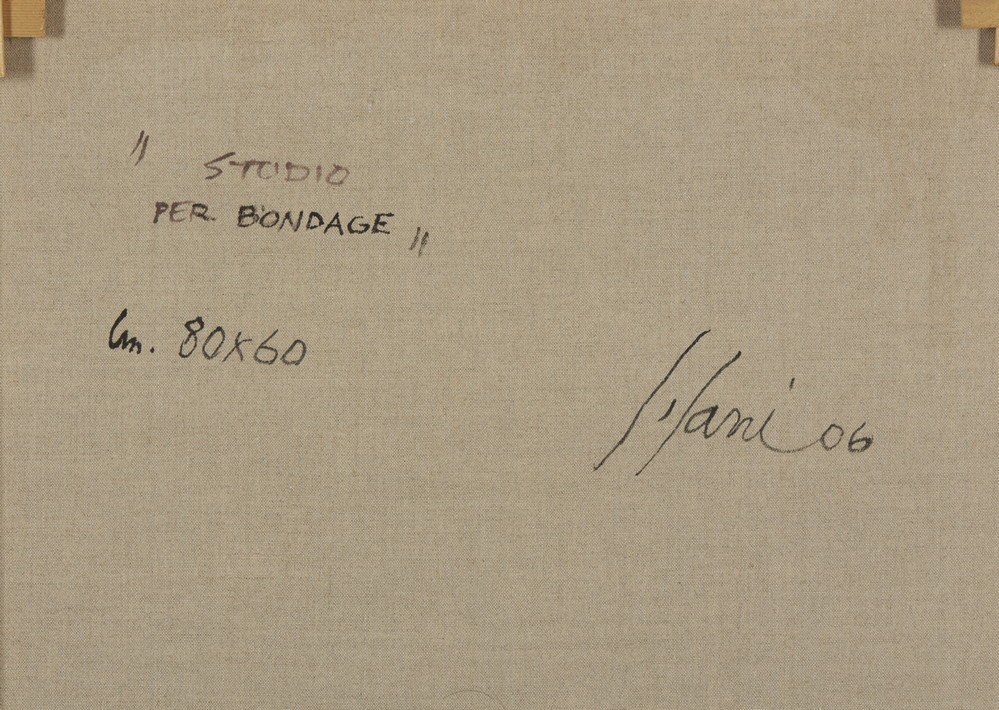 " STUDIO
PER BONDAGE "
cm. 80x60
06